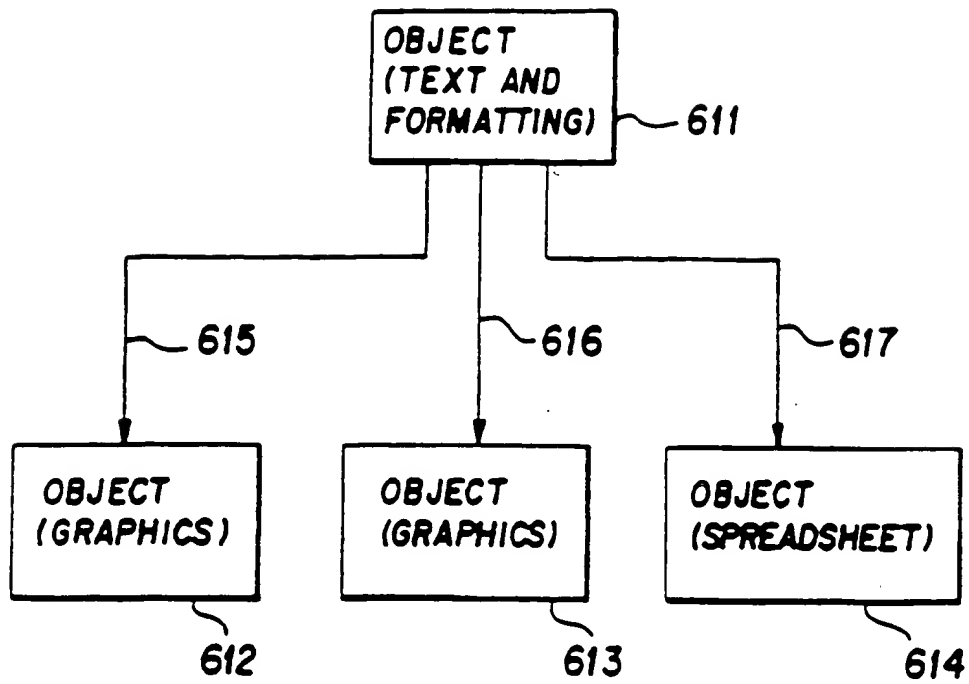 OBJECT
(TEXT AND
FORMATTING)
611
615
616
617
OBJECT
(GRAPHICS)
OBJECT
(GRAPHICS)
OBJECT
(SPREADSHEET)
612
613
614